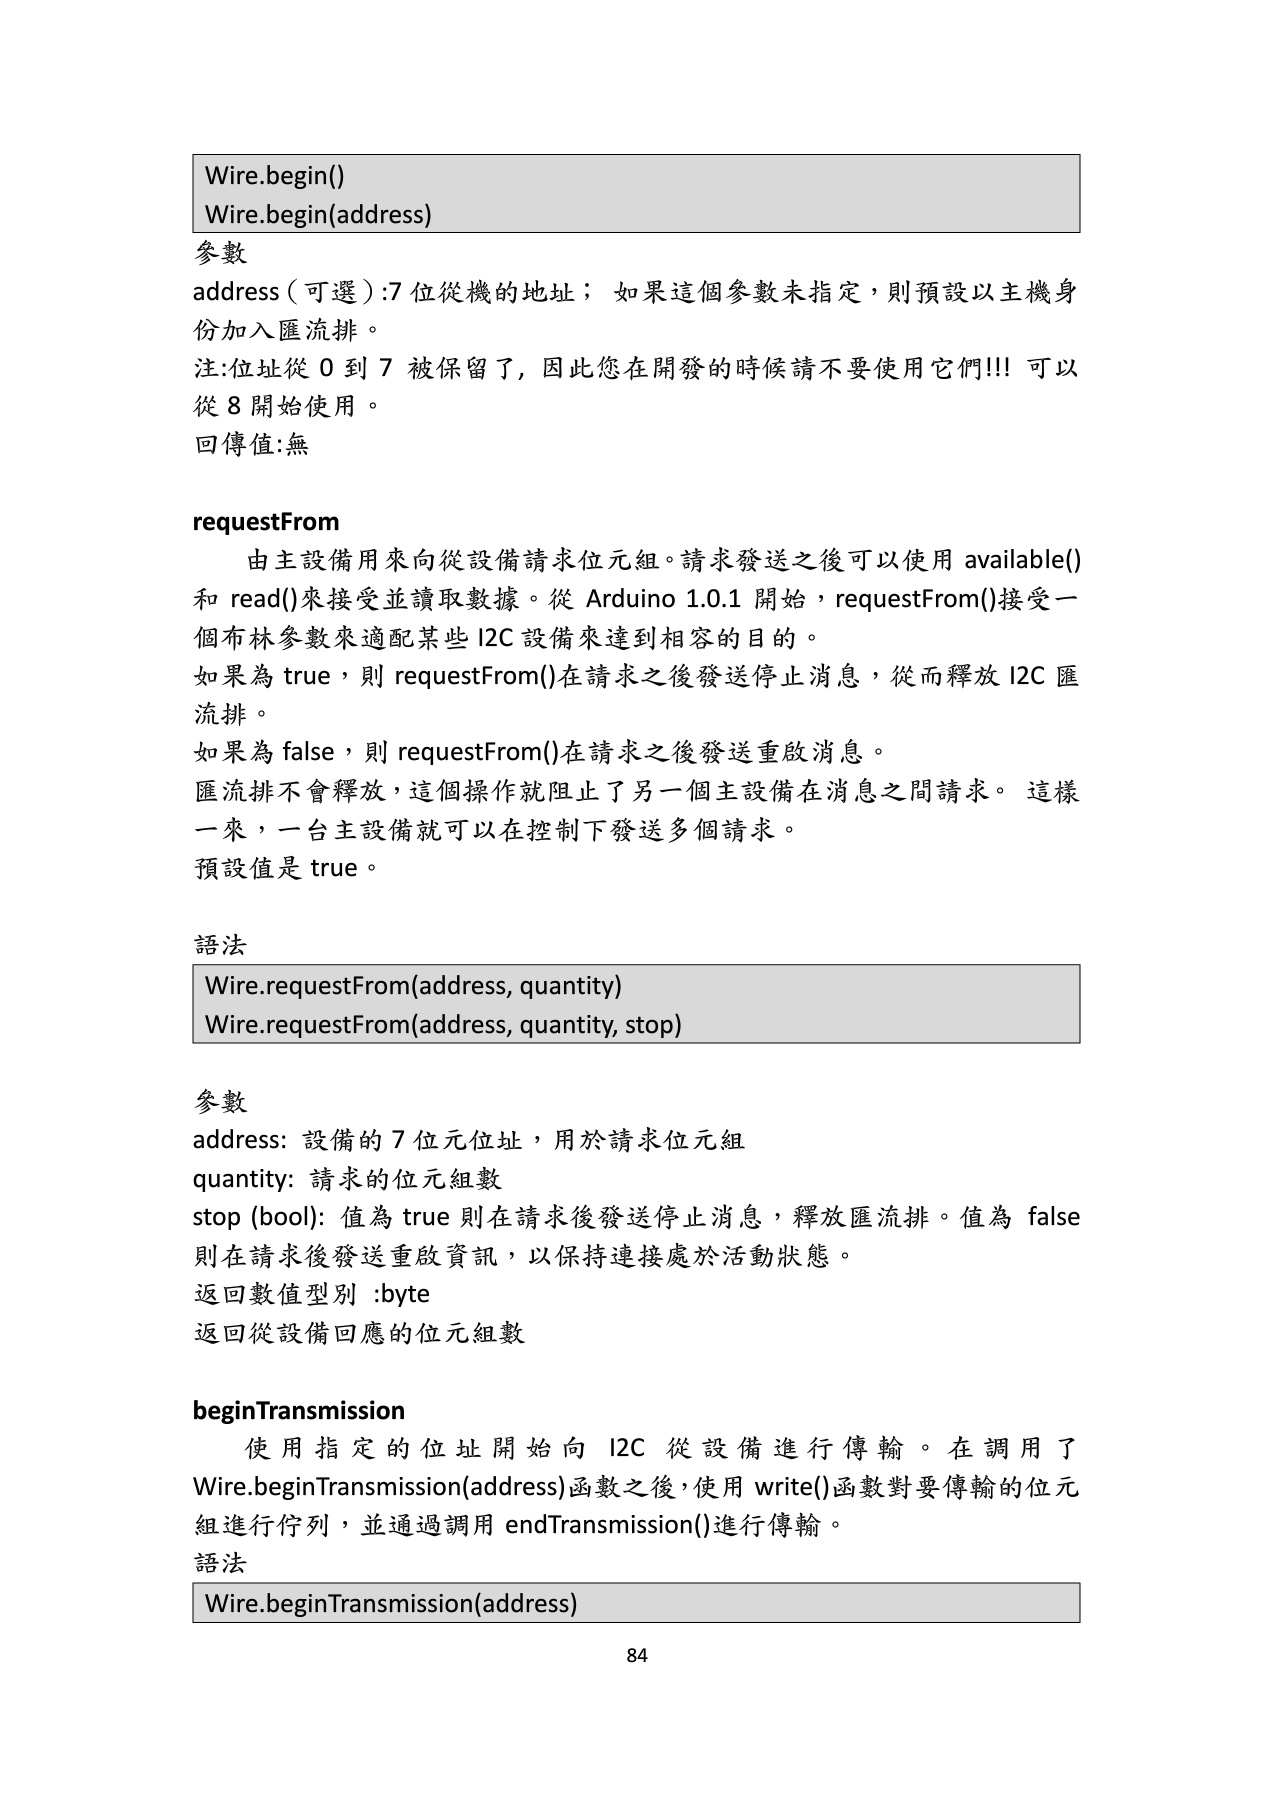 Wire.begin()
Wire.begin(address)
參數
address（可選）:7 位從機的地址； 如果這個參數未指定，則預設以主機身
份加入匯流排。
注:位址從 0 到 7 被保留了, 因此您在開發的時候請不要使用它們!!! 可以
從 8 開始使用。
回傳值:無
requestFrom
由主設備用來向從設備請求位元組。請求發送之後可以使用 available()
和 read()來接受並讀取數據。從 Arduino 1.0.1 開始，requestFrom()接受一
個布林參數來適配某些 I2C 設備來達到相容的目的。
如果為 true，則 requestFrom()在請求之後發送停止消息，從而釋放 I2C 匯
流排。
如果為 false，則 requestFrom()在請求之後發送重啟消息。
匯流排不會釋放，這個操作就阻止了另一個主設備在消息之間請求。 這樣
一來，一台主設備就可以在控制下發送多個請求。
預設值是 true。
語法
Wire.requestFrom(address, quantity)
Wire.requestFrom(address, quantity, stop)
參數
address: 設備的 7 位元位址，用於請求位元組
quantity: 請求的位元組數
stop (bool): 值為 true 則在請求後發送停止消息，釋放匯流排。值為 false
則在請求後發送重啟資訊，以保持連接處於活動狀態。
返回數值型別 :byte
返回從設備回應的位元組數
beginTransmission
使用指定的位址開始向 I2C 從設備進行傳輸。在調用了
Wire.beginTransmission(address)函數之後，使用 write()函數對要傳輸的位元
組進行佇列，並通過調用 endTransmission()進行傳輸。
語法
Wire.beginTransmission(address)
84